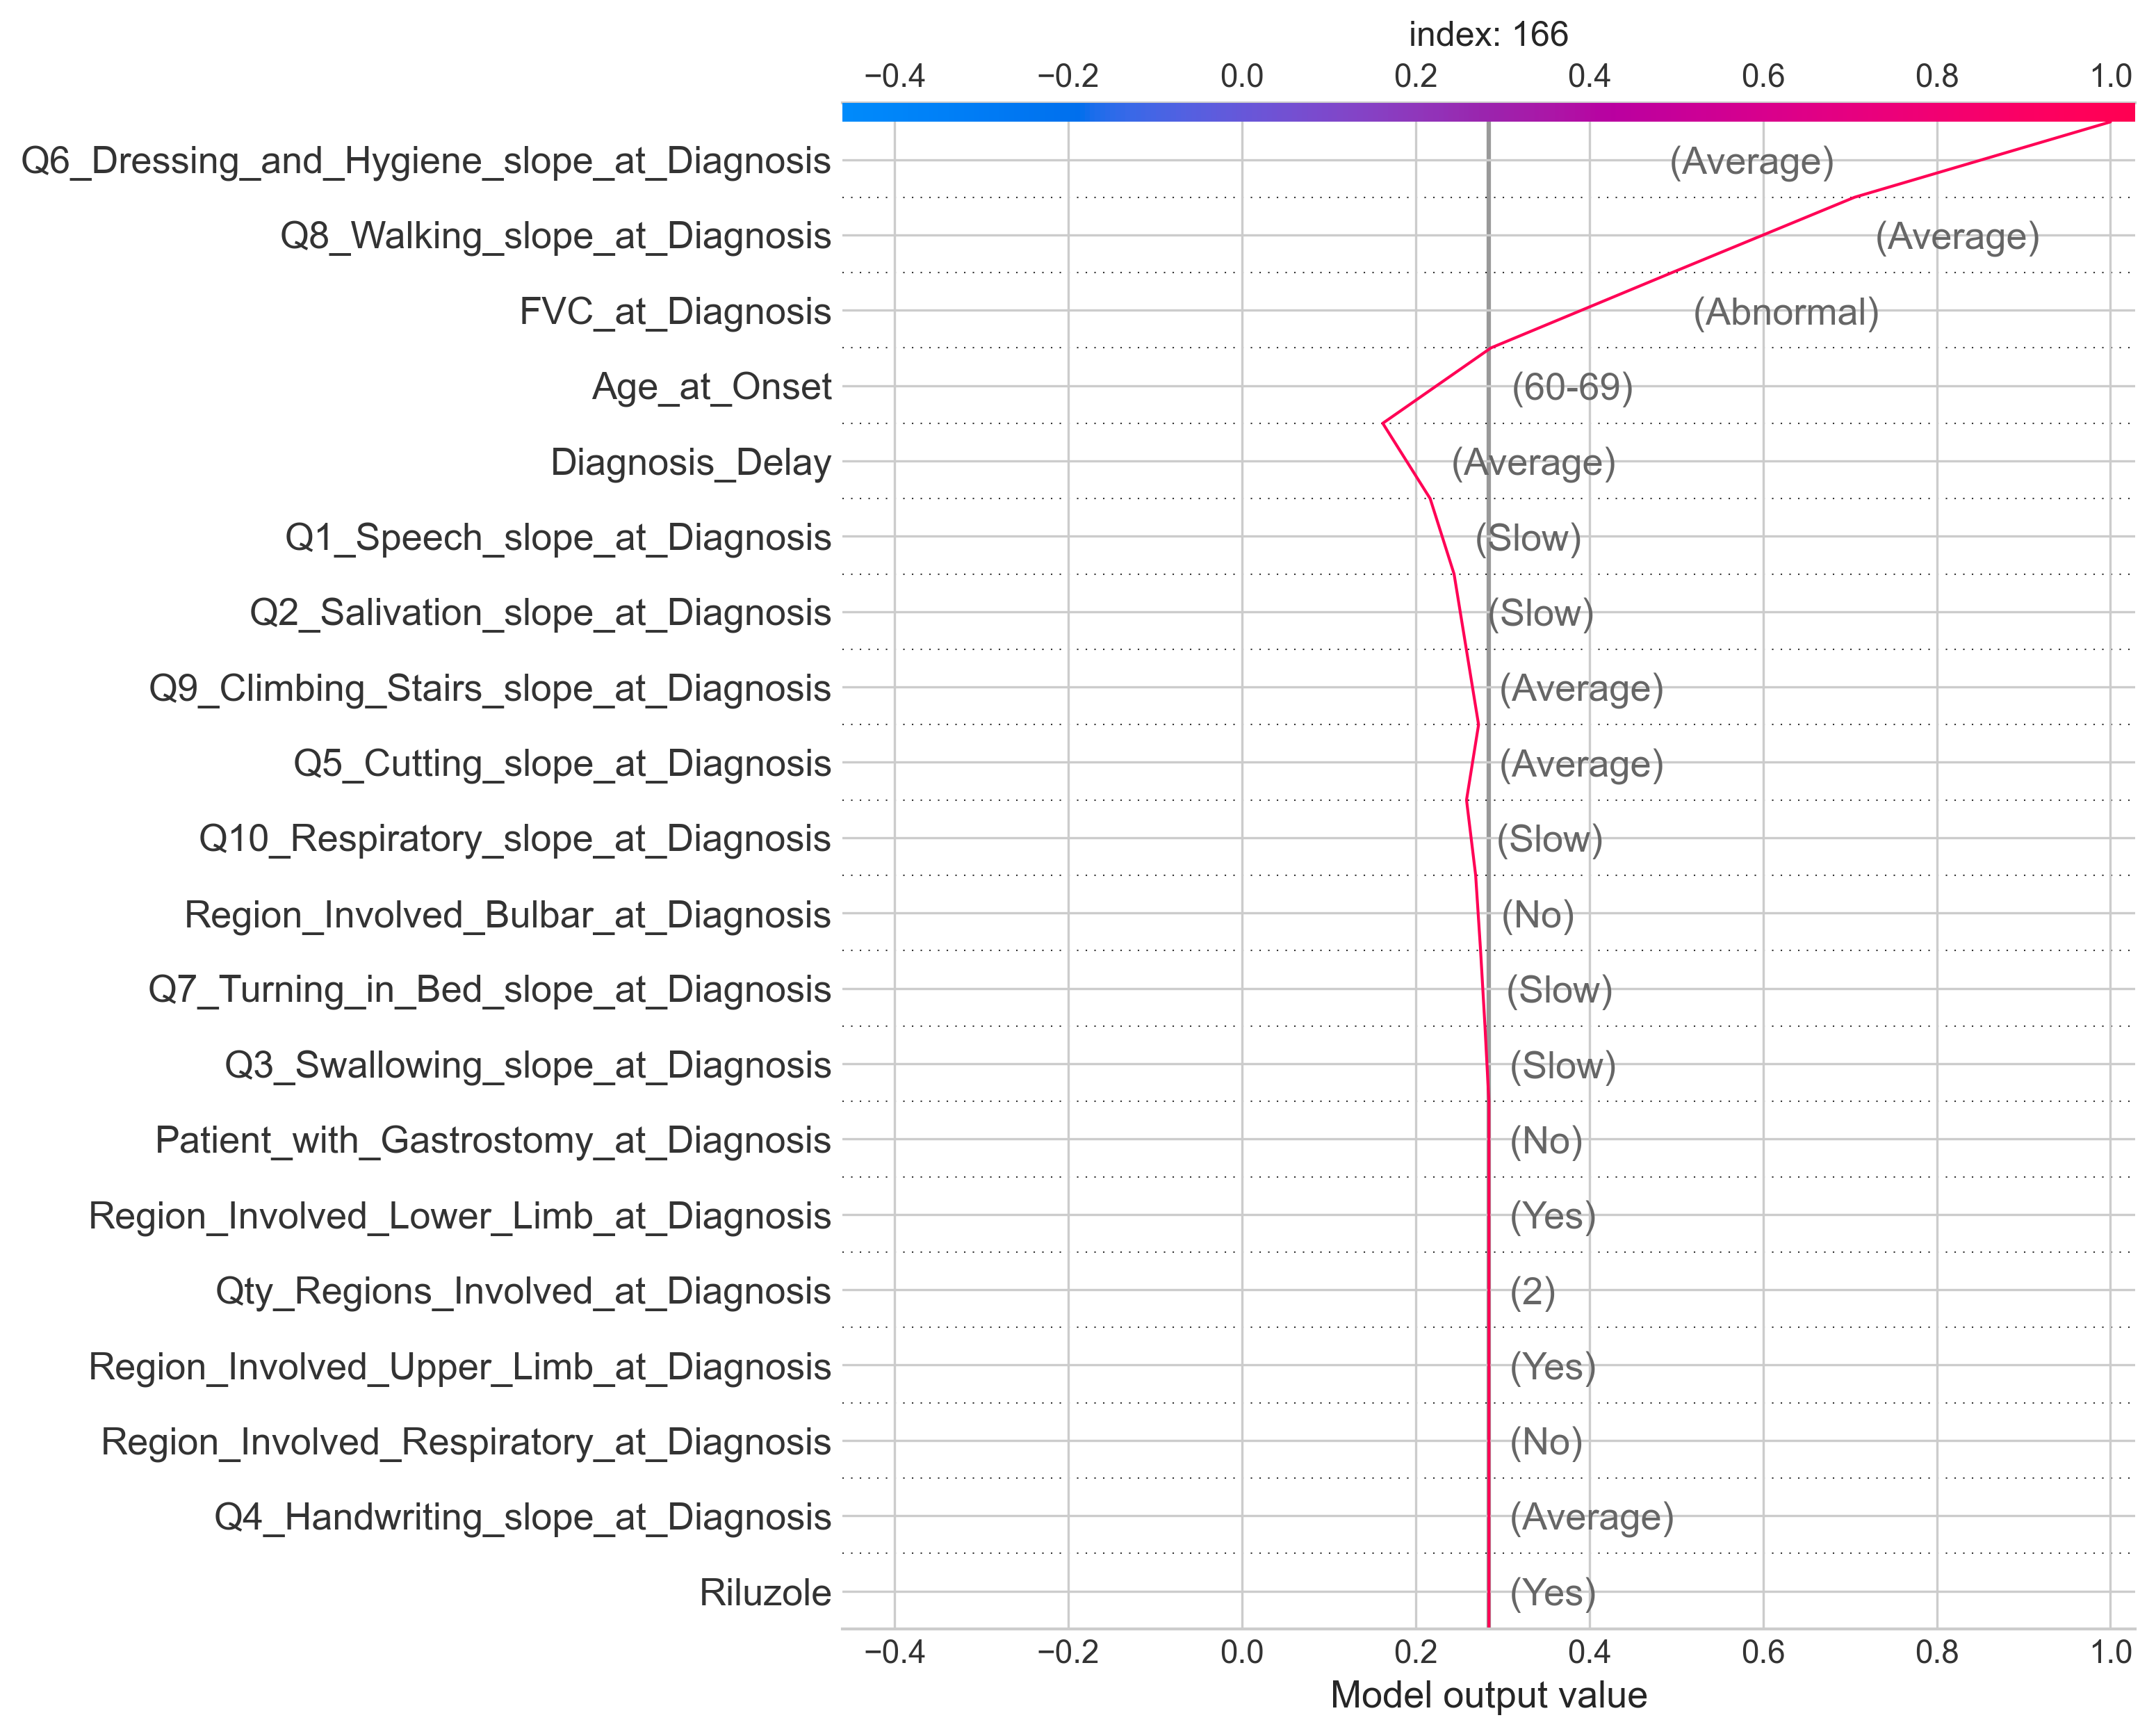 index: 166
−0.4 −0.2 0.0 0.2 0.4 0.6 0.8 1.0
Q6_Dressing_and_Hygiene_slope_at_Diagnosis (Average)
Q8_Walking_slope_at_Diagnosis (Average)
FVC_at_Diagnosis (Abnormal)
Age_at_Onset (60-69)
Diagnosis_Delay (Average)
Q1_Speech_slope_at_Diagnosis (Slow)
Q2_Salivation_slope_at_Diagnosis (Slow)
Q9_Climbing_Stairs_slope_at_Diagnosis (Average)
Q5_Cutting_slope_at_Diagnosis (Average)
Q10_Respiratory_slope_at_Diagnosis (Slow)
Region_Involved_Bulbar_at_Diagnosis (No)
Q7_Turning_in_Bed_slope_at_Diagnosis (Slow)
Q3_Swallowing_slope_at_Diagnosis (Slow)
Patient_with_Gastrostomy_at_Diagnosis (No)
Region_Involved_Lower_Limb_at_Diagnosis (Yes)
Qty_Regions_Involved_at_Diagnosis (2)
Region_Involved_Upper_Limb_at_Diagnosis (Yes)
Region_Involved_Respiratory_at_Diagnosis (No)
Q4_Handwriting_slope_at_Diagnosis (Average)
Riluzole (Yes)
−0.4 −0.2 0.0 0.2 0.4 0.6 0.8 1.0
Model output value